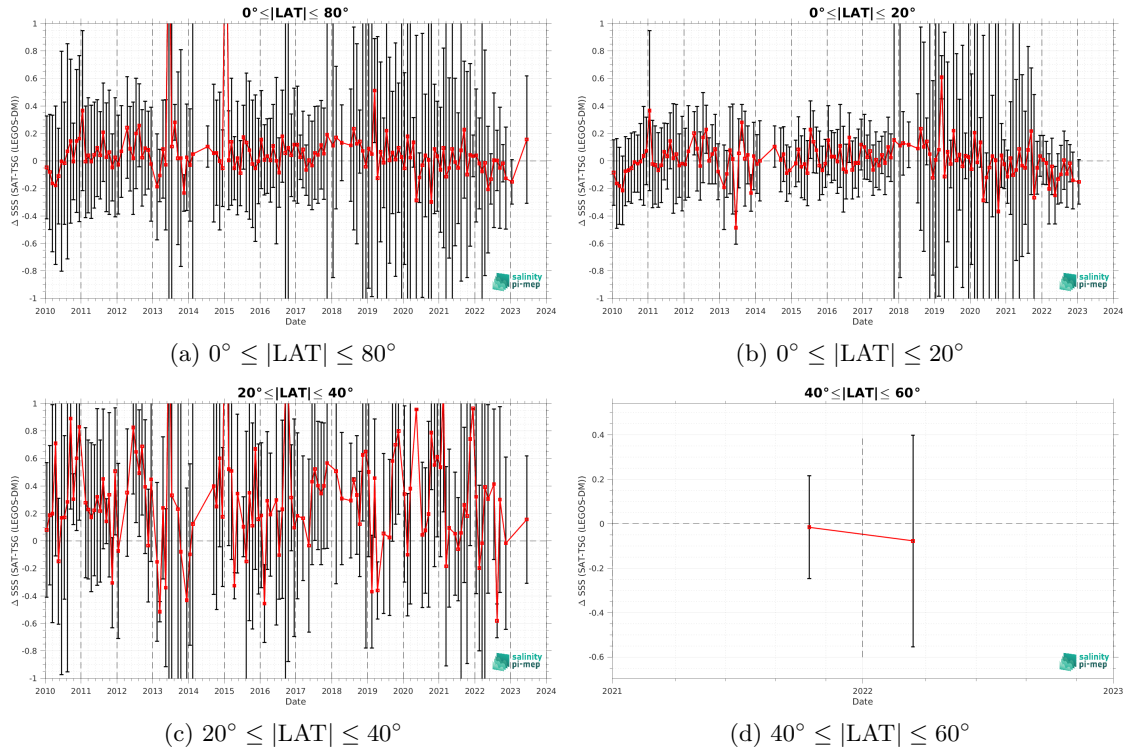 0°≤|LAT|≤ 80°
Δ SSS (SAT-TSG (LEGOS-DM))
1
0.8
0.6
0.4
0.2
0
-0.2
-0.4
-0.6
-0.8
-1
2010 2011 2012 2013 2014 2015 2016 2017 2018 2019 2020 2021 2022 2023 2024
Date
salinity
pi-mep
(a) 0° ≤ |LAT| ≤ 80°
0°≤|LAT|≤ 20°
Δ SSS (SAT-TSG (LEGOS-DM))
1
0.8
0.6
0.4
0.2
0
-0.2
-0.4
-0.6
-0.8
-1
2010 2011 2012 2013 2014 2015 2016 2017 2018 2019 2020 2021 2022 2023 2024
Date
salinity
pi-mep
(b) 0° ≤ |LAT| ≤ 20°
20°≤|LAT|≤ 40°
Δ SSS (SAT-TSG (LEGOS-DM))
1
0.8
0.6
0.4
0.2
0
-0.2
-0.4
-0.6
-0.8
-1
2010 2011 2012 2013 2014 2015 2016 2017 2018 2019 2020 2021 2022 2023 2024
Date
salinity
pi-mep
(c) 20° ≤ |LAT| ≤ 40°
40°≤|LAT|≤ 60°
Δ SSS (SAT-TSG (LEGOS-DM))
0.4
0.2
0
-0.2
-0.4
-0.6
2021 2022 2023
Date
salinity
pi-mep
(d) 40° ≤ |LAT| ≤ 60°